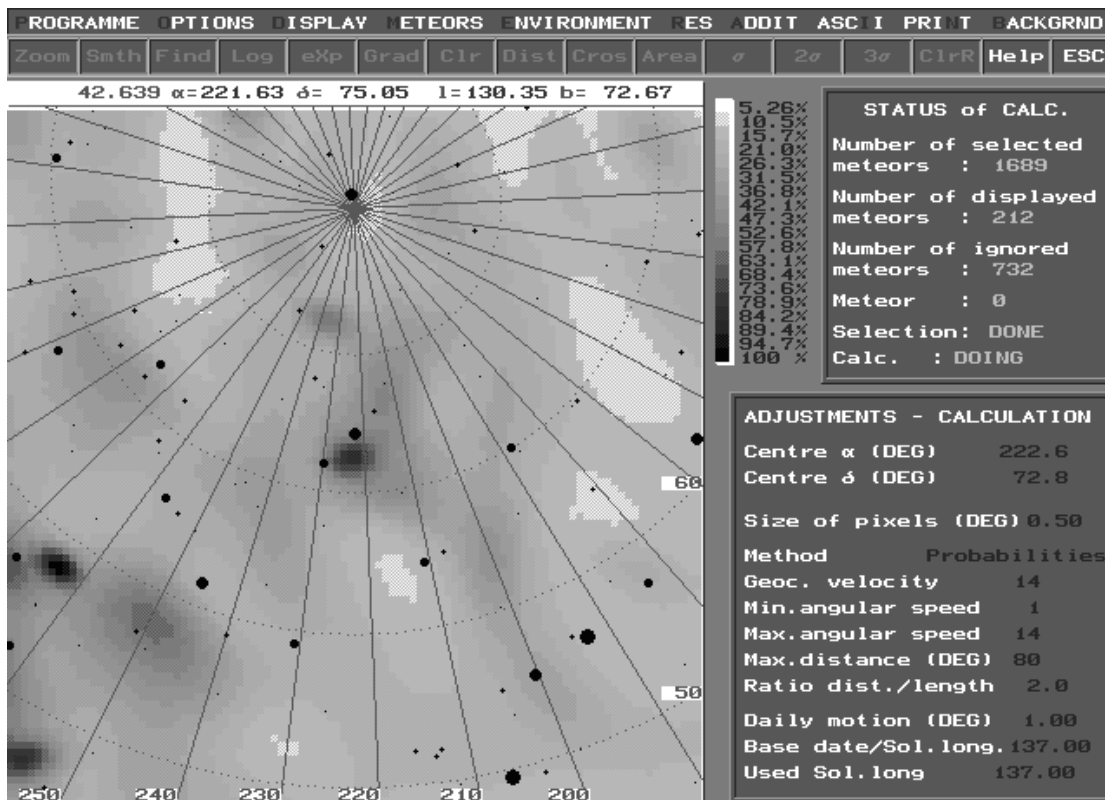 PROGRAMME OPTIONS DISPLAY METEORS ENVIRONMENT RES ADDIT ASCII PRINT BACKGRND
Zoom Smth Find Log eXp Grad Clr Dist Cros Area σ 2σ 3σ ClrR Help ESC
42.639 α=221.63 δ= 75.05 l=130.35 b= 72.67
5.26%
10.5%
15.7%
21.0%
26.3%
31.5%
36.8%
42.1%
47.3%
52.6%
57.8%
63.1%
68.4%
73.6%
78.9%
84.2%
89.4%
94.7%
100 %
STATUS of CALC.
Number of selected
meteors : 1689
Number of displayed
meteors : 212
Number of ignored
meteors : 732
Meteor : 0
Selection: DONE
Calc. : DOING
ADJUSTMENTS - CALCULATION
Centre α (DEG) 222.6
Centre δ (DEG) 72.8
Size of pixels (DEG) 0.50
Method Probabilities
Geoc. velocity 14
Min.angular speed 1
Max.angular speed 14
Max.distance (DEG) 80
Ratio dist./length 2.0
Daily motion (DEG) 1.00
Base date/Sol.long. 137.00
Used Sol.long 137.00
60
50
250 240 230 220 210 200